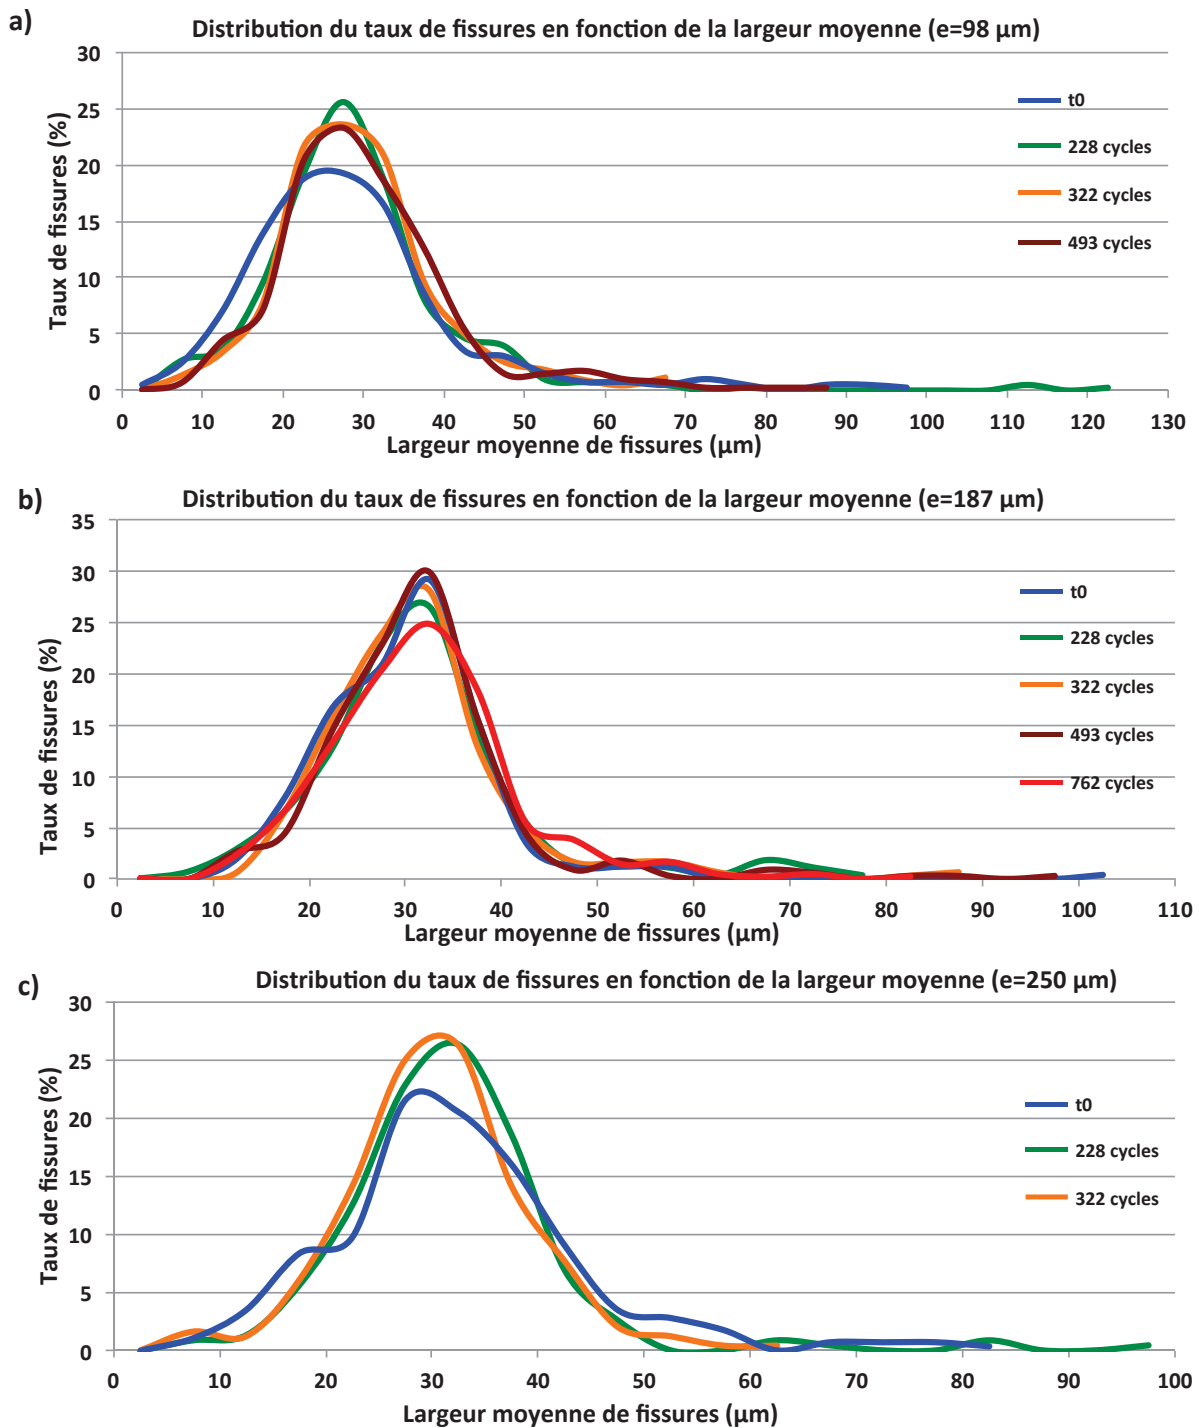 a)
Distribution du taux de fissures en fonction de la largeur moyenne (e=98 µm)
30
25
20
15
10
5
0
Taux de fissures (%)
t0
228 cycles
322 cycles
493 cycles
0 10 20 30 40 50 60 70 80 90 100 110 120 130
Largeur moyenne de fissures (µm)
b)
Distribution du taux de fissures en fonction de la largeur moyenne (e=187 µm)
35
30
25
20
15
10
5
0
Taux de fissures (%)
t0
228 cycles
322 cycles
493 cycles
762 cycles
0 10 20 30 40 50 60 70 80 90 100 110
Largeur moyenne de fissures (µm)
c)
Distribution du taux de fissures en fonction de la largeur moyenne (e=250 µm)
30
25
20
15
10
5
0
Taux de fissures (%)
t0
228 cycles
322 cycles
0 10 20 30 40 50 60 70 80 90 100
Largeur moyenne de fissures (µm)